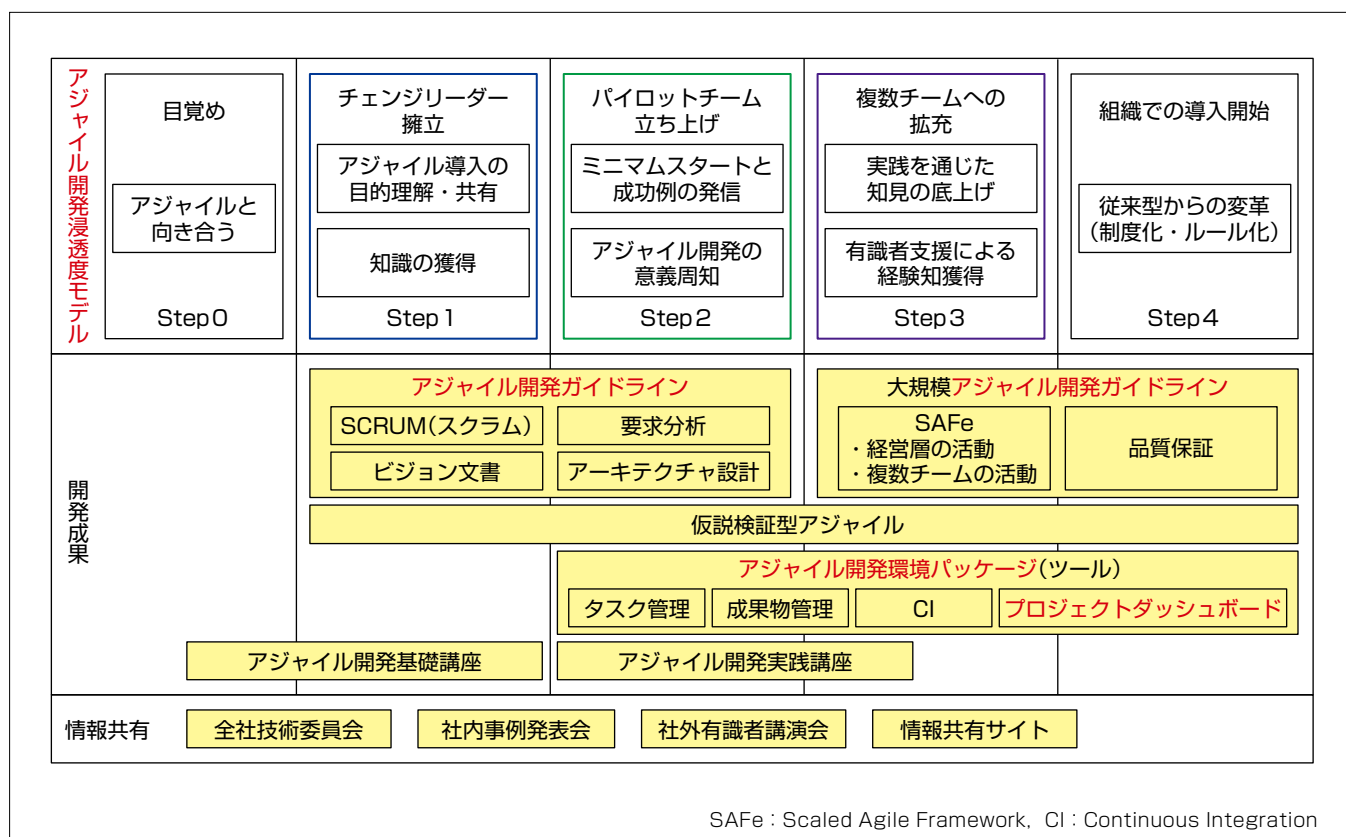 アジャイル開発浸透度モデル
目覚め
アジャイルと
向き合う
Step0
チェンジリーダー
擁立
アジャイル導入の
目的理解・共有
知識の獲得
Step1
パイロットチーム
立ち上げ
ミニマムスタートと
成功例の発信
アジャイル開発の
意義周知
Step2
複数チームへの
拡充
実践を通じた
知見の底上げ
有識者支援による
経験知獲得
Step3
組織での導入開始
従来型からの変革
（制度化・ルール化）
Step4
開発成果
アジャイル開発ガイドライン
SCRUM(スクラム)
要求分析
ビジョン文書
アーキテクチャ設計
大規模アジャイル開発ガイドライン
SAFe
・経営層の活動
・複数チームの活動
品質保証
仮説検証型アジャイル
アジャイル開発環境パッケージ(ツール)
タスク管理
成果物管理
CI
プロジェクトダッシュボード
アジャイル開発基礎講座
アジャイル開発実践講座
情報共有
全社技術委員会
社内事例発表会
社外有識者講演会
情報共有サイト
SAFe：Scaled Agile Framework, CI：Continuous Integration